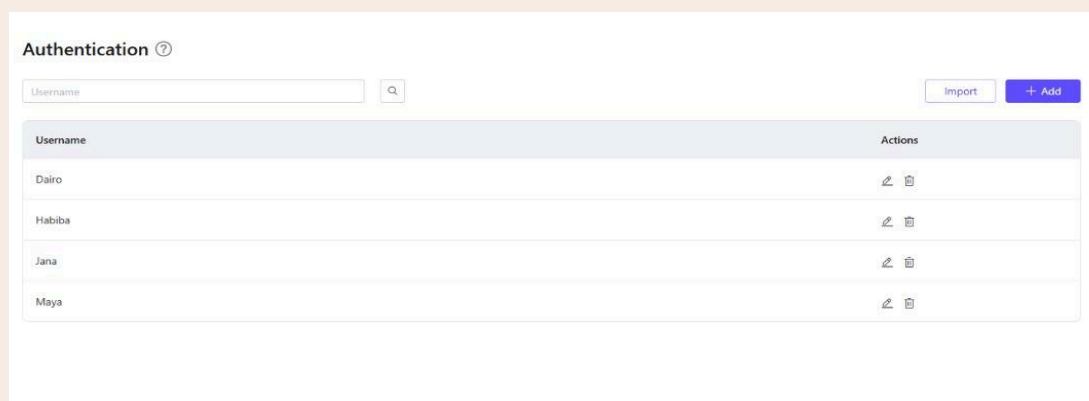 Authentication ?
Username
Import + Add
Username Actions
Dairo
Habiba
Jana
Maya